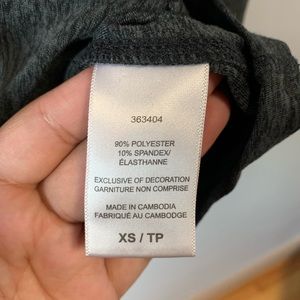 363404
90% POLYESTER
10% SPANDEX/
ÉLASTHANNE
EXCLUSIVE OF DECORATION
GARNITURE NON COMPRISE
MADE IN CAMBODIA
FABRIQUÉ AU CAMBODGE
XS / TP